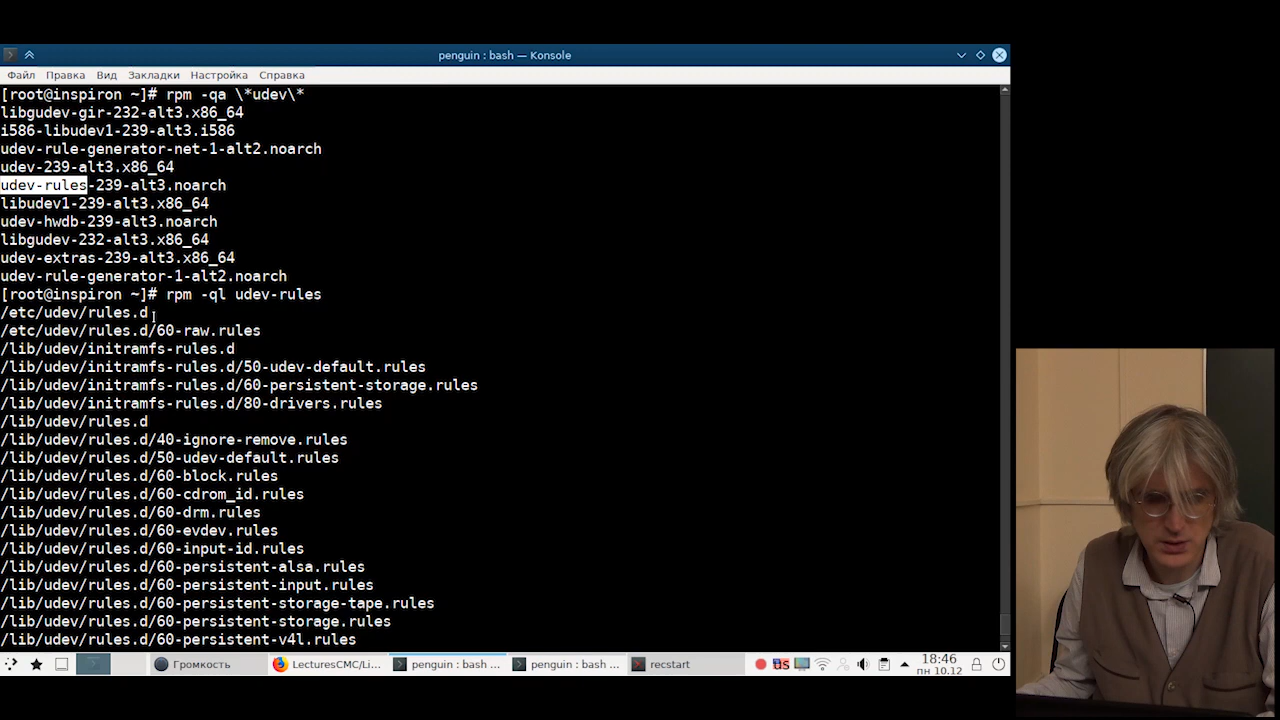 penguin : bash — Konsole
Файл Правка Вид Закладки Настройка Справка
[root@inspiron ~]# rpm -qa \*udev\*
libgudev-gir-232-alt3.x86_64
i586-libudev1-239-alt3.i586
udev-rule-generator-net-1-alt2.noarch
udev-239-alt3.x86_64
udev-rules-239-alt3.noarch
libudev1-239-alt3.x86_64
udev-hwdb-239-alt3.noarch
libgudev-232-alt3.x86_64
udev-extras-239-alt3.x86_64
udev-rule-generator-1-alt2.noarch
[root@inspiron ~]# rpm -ql udev-rules
/etc/udev/rules.d
/etc/udev/rules.d/60-raw.rules
/lib/udev/initramfs-rules.d
/lib/udev/initramfs-rules.d/50-udev-default.rules
/lib/udev/initramfs-rules.d/60-persistent-storage.rules
/lib/udev/initramfs-rules.d/80-drivers.rules
/lib/udev/rules.d
/lib/udev/rules.d/40-ignore-remove.rules
/lib/udev/rules.d/50-udev-default.rules
/lib/udev/rules.d/60-block.rules
/lib/udev/rules.d/60-cdrom_id.rules
/lib/udev/rules.d/60-drm.rules
/lib/udev/rules.d/60-evdev.rules
/lib/udev/rules.d/60-input-id.rules
/lib/udev/rules.d/60-persistent-alsa.rules
/lib/udev/rules.d/60-persistent-input.rules
/lib/udev/rules.d/60-persistent-storage-tape.rules
/lib/udev/rules.d/60-persistent-storage.rules
/lib/udev/rules.d/60-persistent-v4l.rules
Громкость LecturesCMC/Li... penguin : bash ... penguin : bash ... recstart us 18:46
пн 10.12